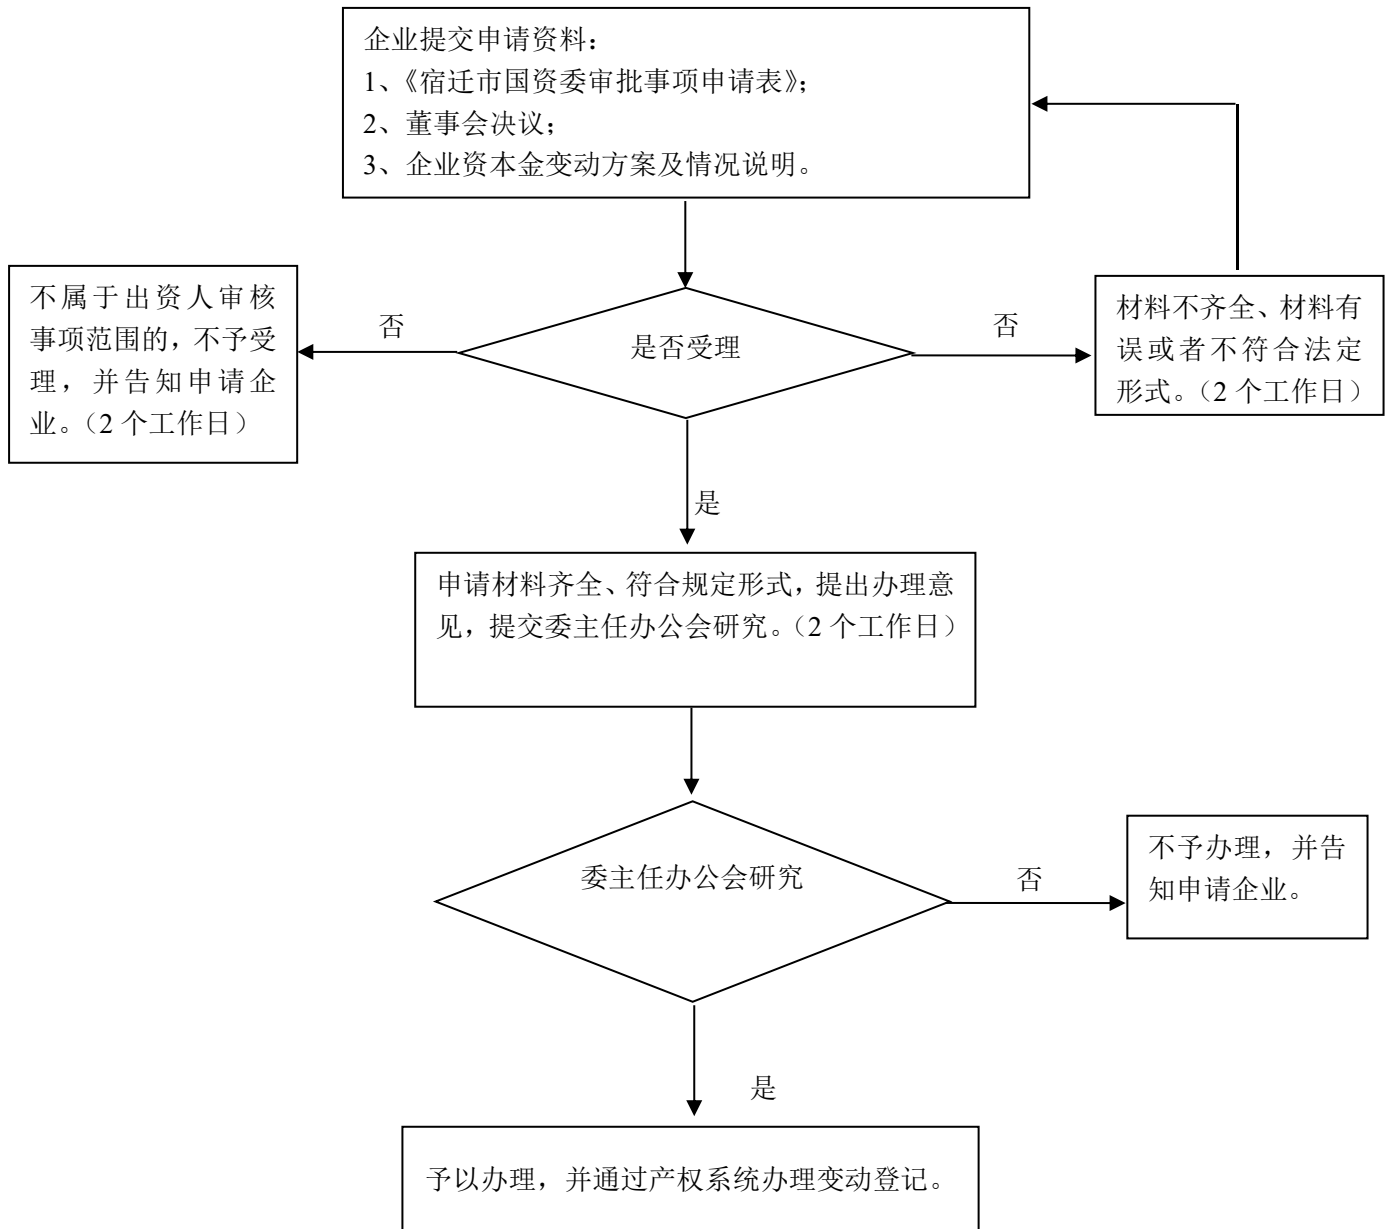 企业提交申请资料：
1、《宿迁市国资委审批事项申请表》；
2、董事会决议；
3、企业资本金变动方案及情况说明。
不属于出资人审核
事项范围的，不予受
理，并告知申请企
业。（2 个工作日）
否
是否受理
否
材料不齐全、材料有
误或者不符合法定
形式。（2 个工作日）
是
申请材料齐全、符合规定形式，提出办理意
见，提交委主任办公会研究。（2 个工作日）
委主任办公会研究
否
不予办理，并告
知申请企业。
是
予以办理，并通过产权系统办理变动登记。